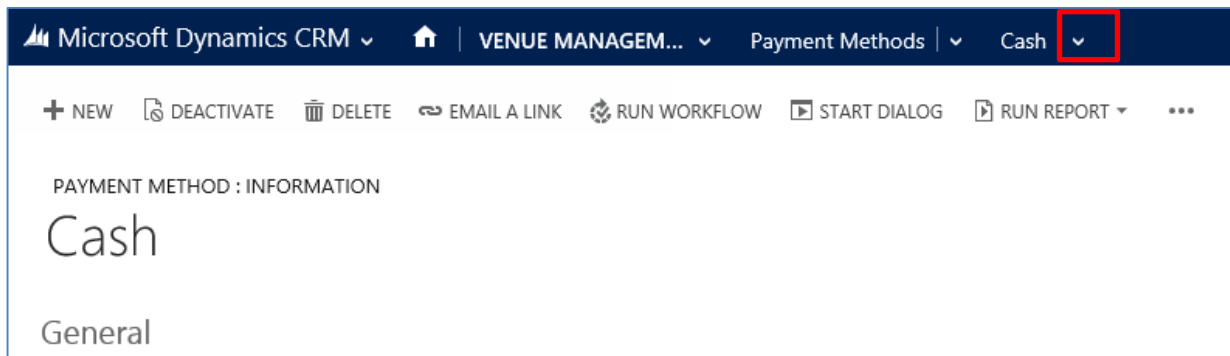 Microsoft Dynamics CRM | VENUE MANAGEM... Payment Methods | Cash
NEW DEACTIVATE DELETE EMAIL A LINK RUN WORKFLOW START DIALOG RUN REPORT ...
PAYMENT METHOD : INFORMATION
Cash
General